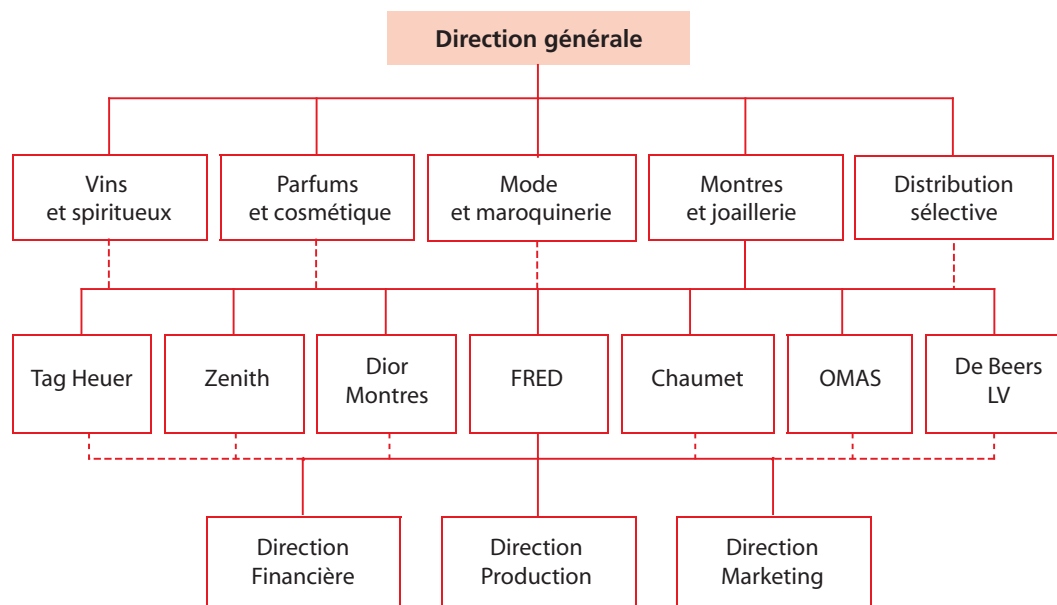 Direction générale
Vins
et spiritueux
Parfums
et cosmétique
Mode
et maroquinerie
Montres
et joaillerie
Distribution
sélective
Tag Heuer
Zenith
Dior
Montres
FRED
Chaumet
OMAS
De Beers
LV
Direction
Financière
Direction
Production
Direction
Marketing